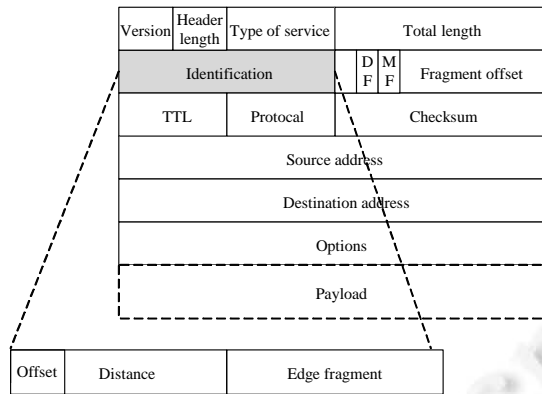 Version Header length Type of service Total length
Identification D F M F Fragment offset
TTL Protocal Checksum
Source address
Destination address
Options
Payload
Offset Distance Edge fragment